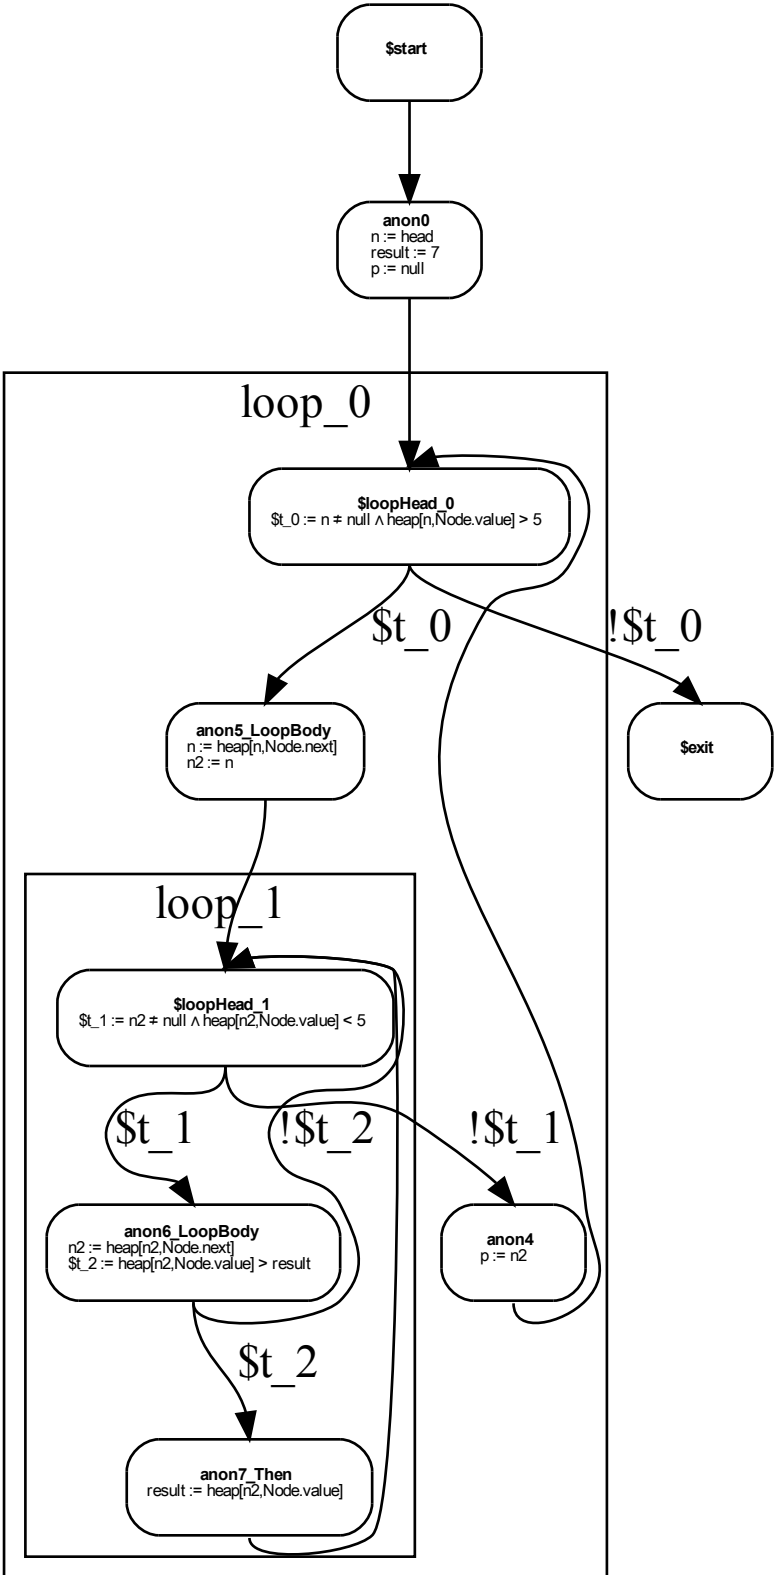 $start
anon0
n := head
result := 7
p := null
loop_0
$loopHead_0
$t_0 := n ≠ null ∧ heap[n,Node.value] > 5
$t_0
!$t_0
anon5_LoopBody
n := heap[n,Node.next]
n2 := n
$exit
loop_1
$loopHead_1
$t_1 := n2 ≠ null ∧ heap[n2,Node.value] < 5
$t_1
!$t_2
!$t_1
anon6_LoopBody
n2 := heap[n2,Node.next]
$t_2 := heap[n2,Node.value] > result
anon4
p := n2
$t_2
anon7_Then
result := heap[n2,Node.value]